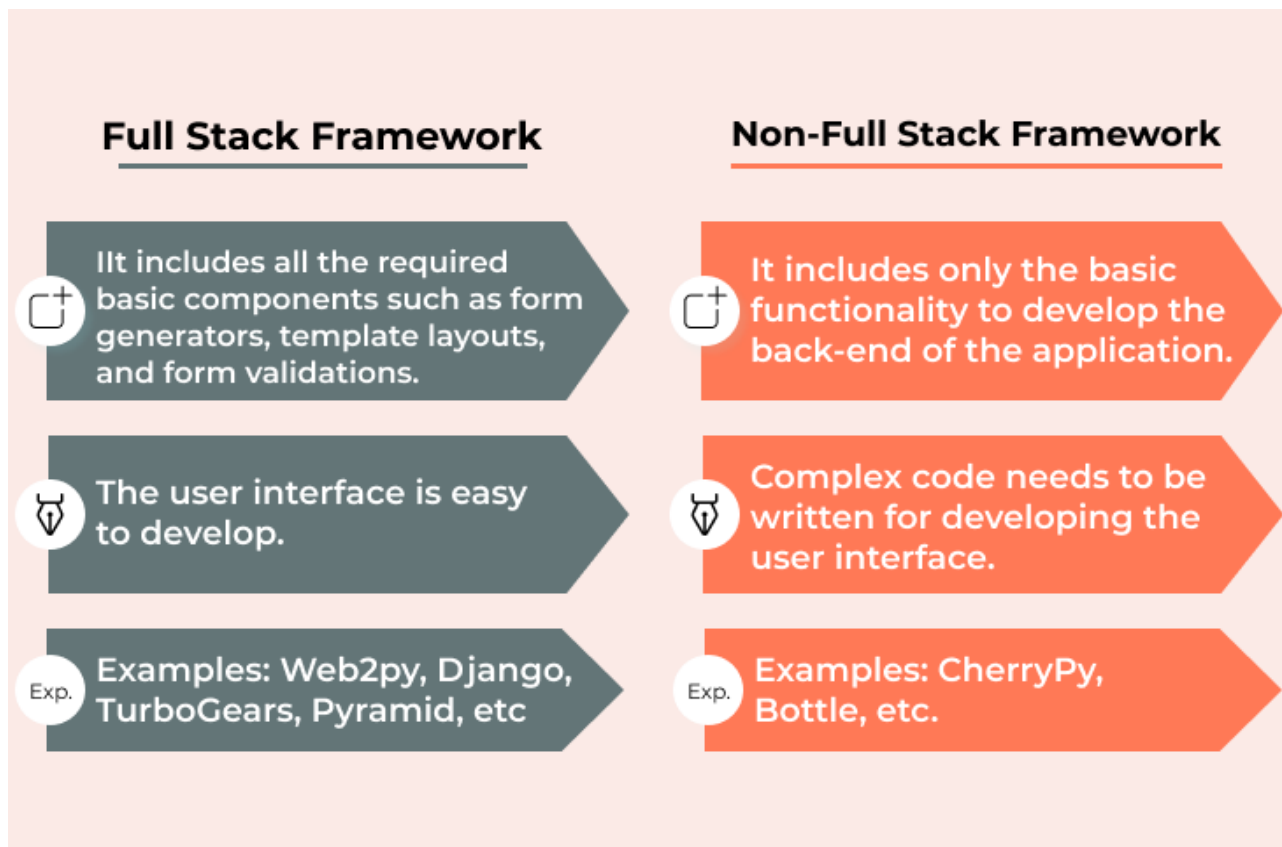 Full Stack Framework
IIt includes all the required
basic components such as form
generators, template layouts,
and form validations.
The user interface is easy
to develop.
Exp.
Examples: Web2py, Django,
TurboGears, Pyramid, etc
Non-Full Stack Framework
It includes only the basic
functionality to develop the
back-end of the application.
Complex code needs to be
written for developing the
user interface.
Exp.
Examples: CherryPy,
Bottle, etc.